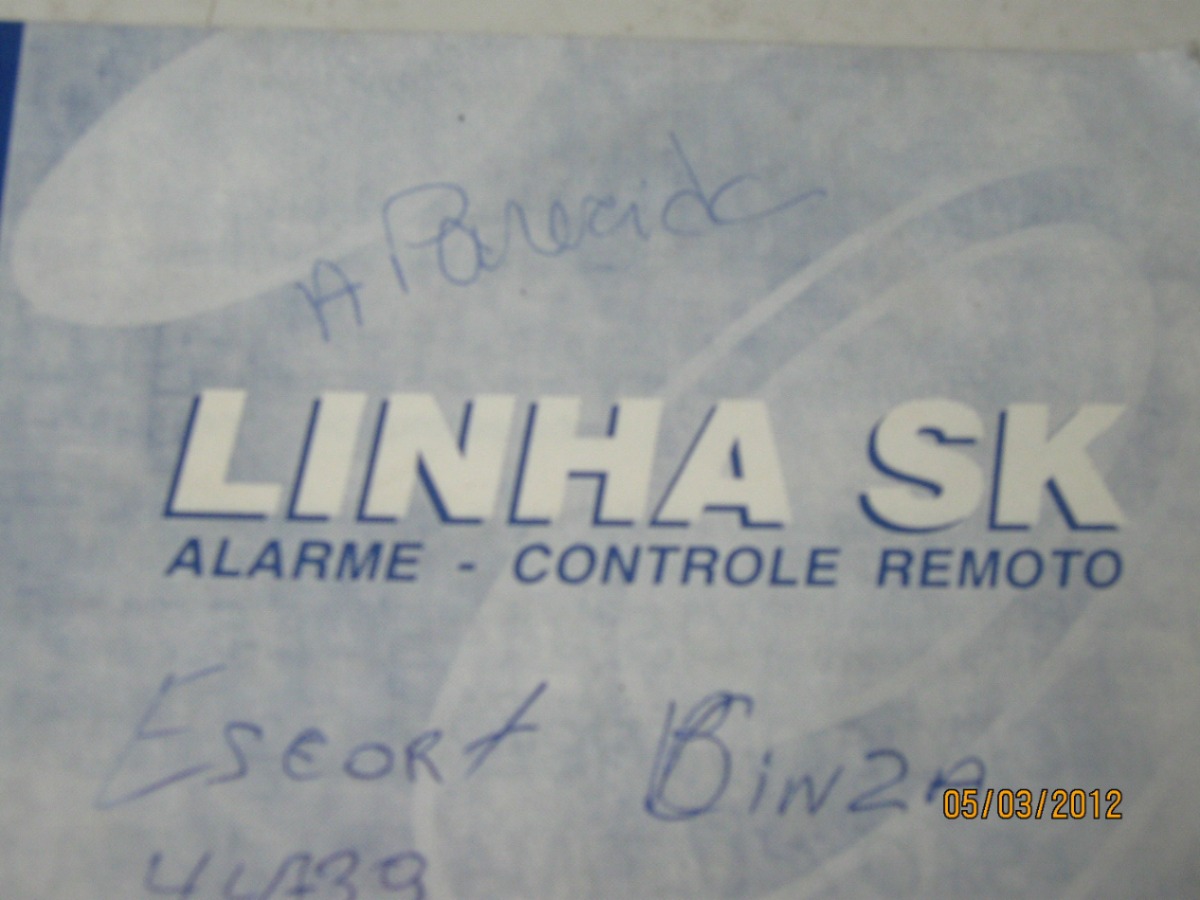 A Parecida
LINHA SK
ALARME - CONTROLE REMOTO
Escort Binza
05/03/2012